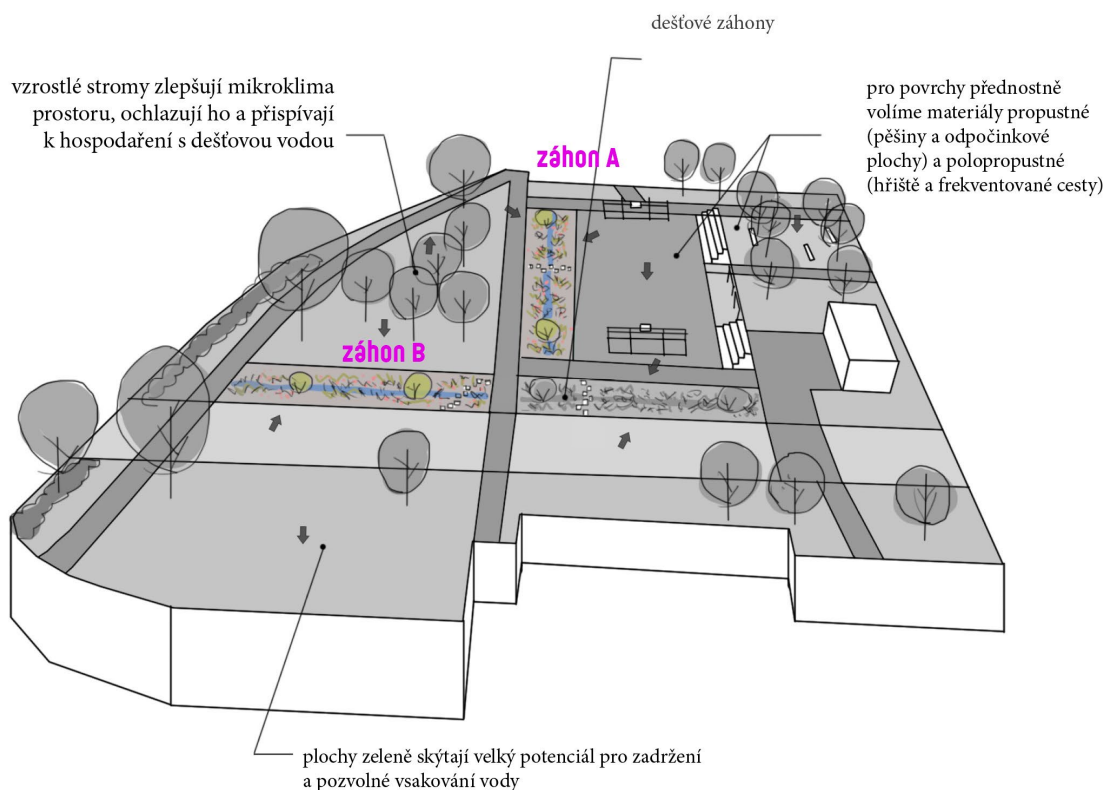 dešťové záhony
vzrostlé stromy zlepšují mikroklima
prostoru, ochlazují ho a přispívají
k hospodaření s dešťovou vodou
pro povrchy přednostně
volíme materiály propustné
(pěšiny a odpočinkové
plochy) a polopropustné
(hřiště a frekventované cesty)
záhon A
záhon B
plochy zeleně skýtají velký potenciál pro zadržení
a pozvolné vsakování vody